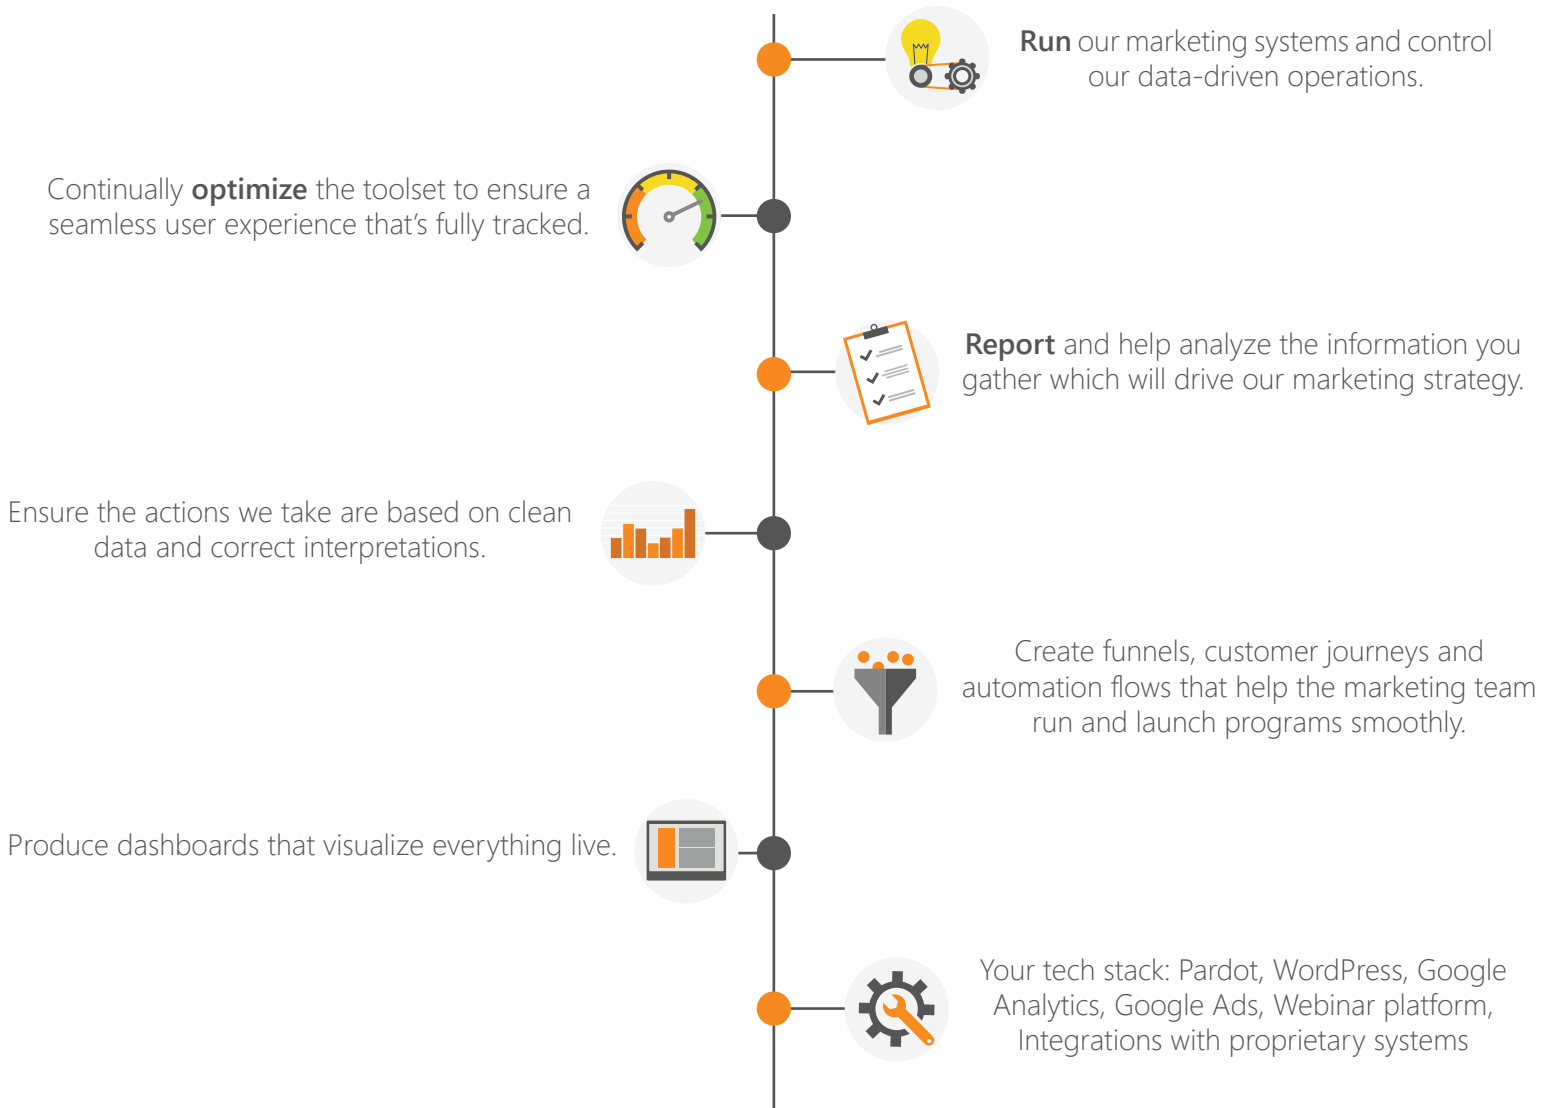 Run our marketing systems and control
our data-driven operations.
Continually optimize the toolset to ensure a
seamless user experience that's fully tracked.
Report and help analyze the information you
gather which will drive our marketing strategy.
Ensure the actions we take are based on clean
data and correct interpretations.
Create funnels, customer journeys and
automation flows that help the marketing team
run and launch programs smoothly.
Produce dashboards that visualize everything live.
Your tech stack: Pardot, WordPress, Google
Analytics, Google Ads, Webinar platform,
Integrations with proprietary systems